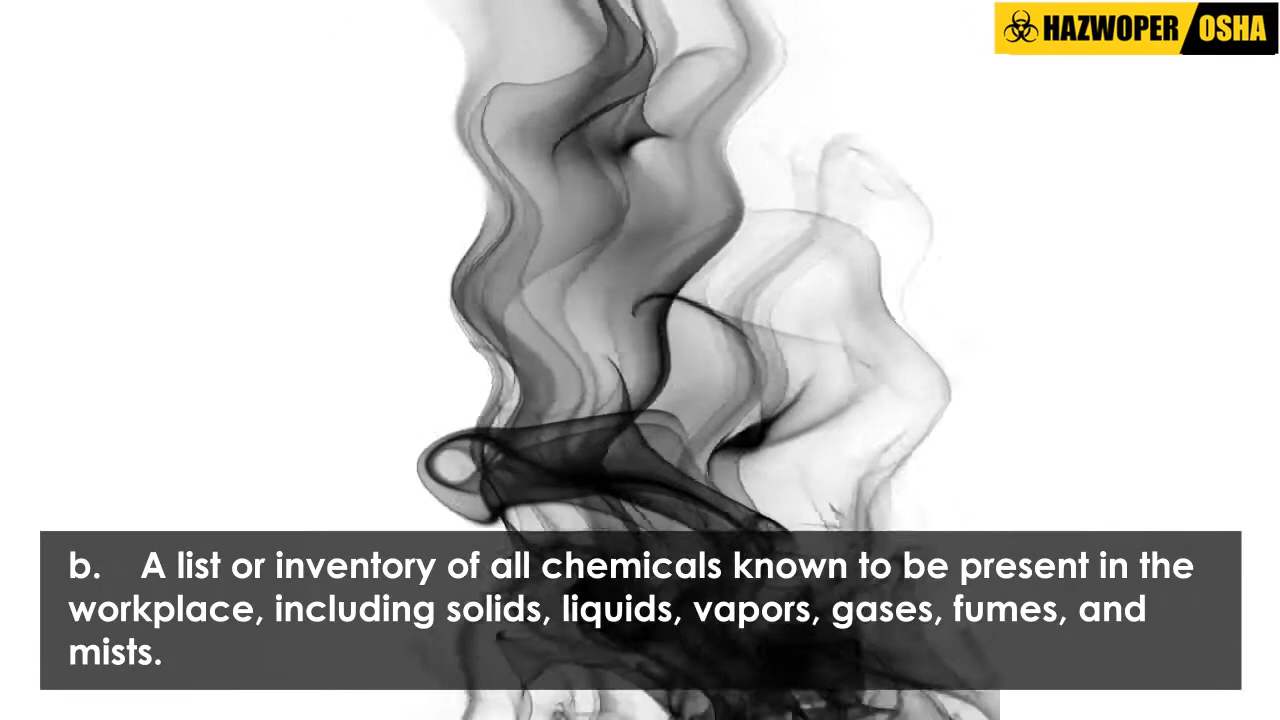 HAZWOPER OSHA
b. A list or inventory of all chemicals known to be present in the
workplace, including solids, liquids, vapors, gases, fumes, and
mists.